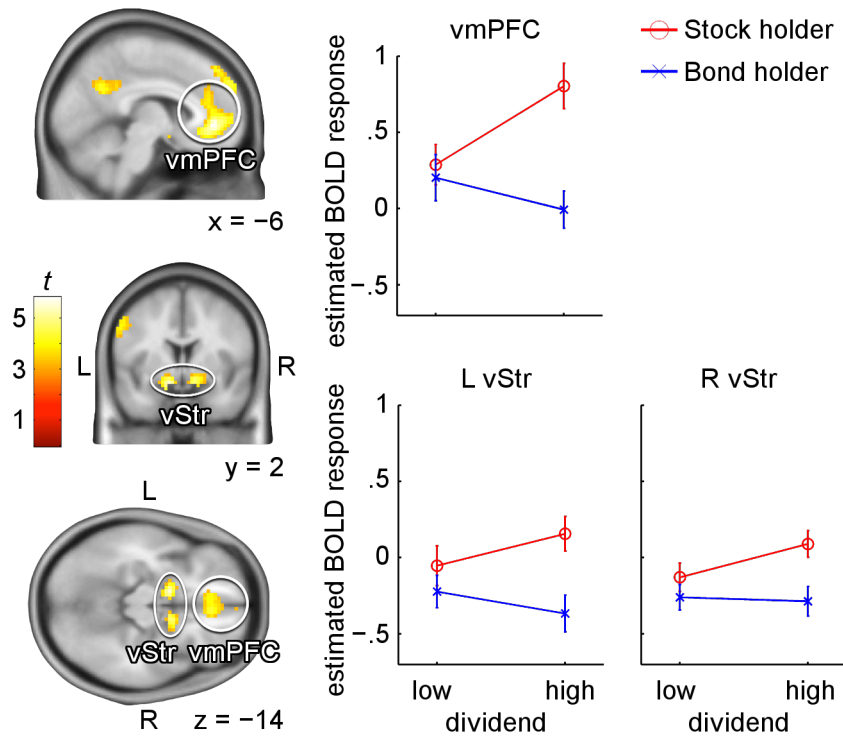 vmPFC
x = −6
t
5
3
1
L
R
vStr
y = 2
L
vStr
vmPFC
R
z = −14
vmPFC
estimated BOLD response
1
.5
0
−.5
Stock holder
Bond holder
L vStr
estimated BOLD response
1
.5
0
−.5
low
high
dividend
R vStr
low
high
dividend